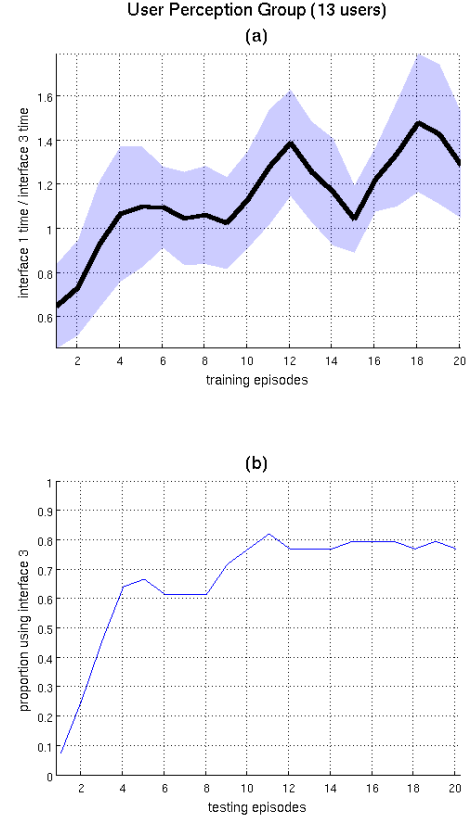 User Perception Group (13 users)
(a)
interface 1 time / interface 3 time
1.6
1.4
1.2
1
0.8
0.6
2 4 6 8 10 12 14 16 18 20
training episodes
(b)
proportion using interface 3
1
0.9
0.8
0.7
0.6
0.5
0.4
0.3
0.2
0.1
0
2 4 6 8 10 12 14 16 18 20
testing episodes